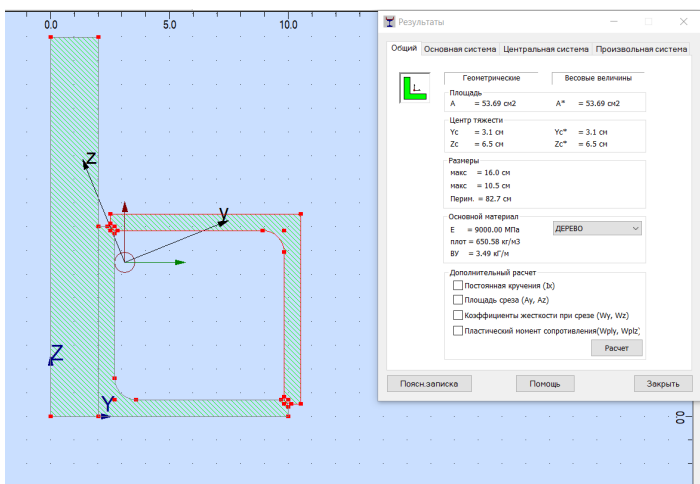 0.0 5.0 10.0
z
y
Z
Y
0.0
Результаты
Общий Основная система Центральная система Произвольная система
Геометрические Весовые величины
Площадь
A = 53.69 см2 A* = 53.69 см2
Центр тяжести
Yc = 3.1 см Yc* = 3.1 см
Zc = 6.5 см Zc* = 6.5 см
Размеры
макс = 16.0 см
макс = 10.5 см
Перим. = 82.7 см
Основной материал
E = 9000.00 МПа ДЕРЕВО
плот = 650.58 кг/м3
ВУ = 3.49 кГ/м
Дополнительный расчет
Постоянная кручения (Ix)
Площадь среза (Ay, Az)
Коэффициенты жесткости при срезе (Wy, Wz)
Пластический момент сопротивления(Wply, Wplz)
Расчет
Поясн.записка Помощь Закрыть